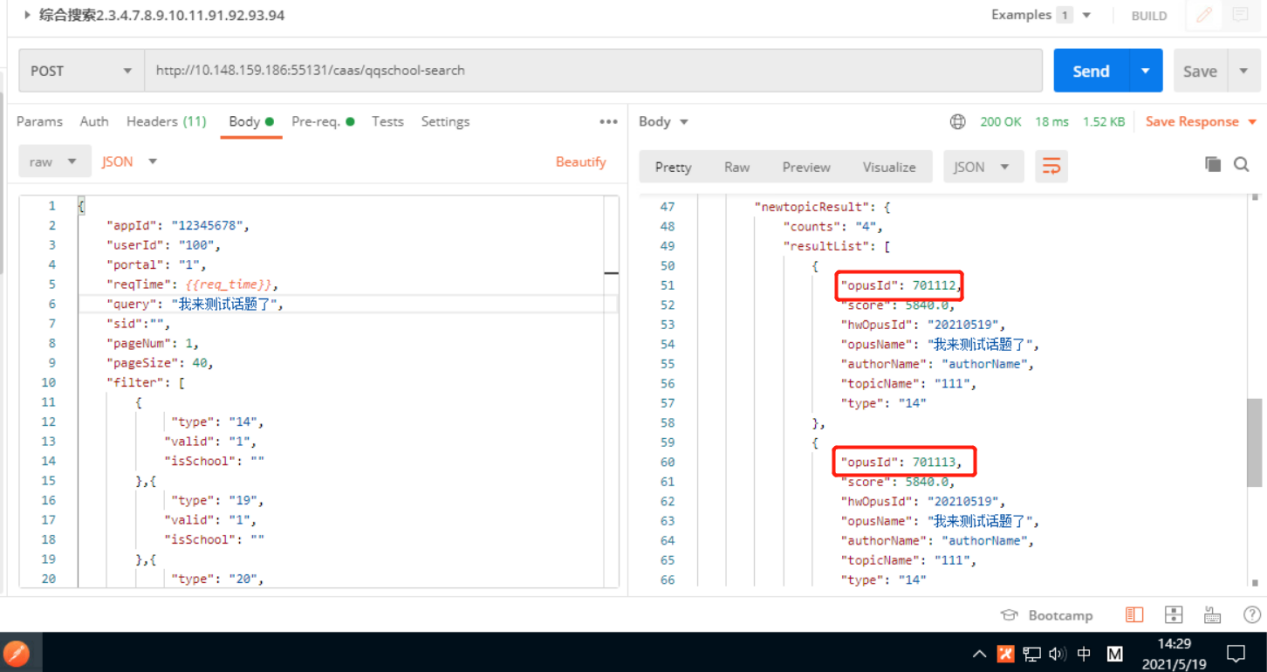 综合搜索2.3.4.7.8.9.10.11.91.92.93.94
Examples 1
BUILD
POST
http://10.148.159.186:55131/caas/qqschool-search
Send
Save
Params Auth Headers (11) Body Pre-req. Tests Settings
raw JSON Beautify
1 {
2 "appId": "12345678",
3 "userId": "100",
4 "portal": "1",
5 "reqTime": {{req_time}},
6 "query": "我来测试话题了",
7 "sid":"",
8 "pageNum": 1,
9 "pageSize": 40,
10 "filter": [
11 {
12 "type": "14",
13 "valid": "1",
14 "isSchool": ""
15 },{
16 "type": "19",
17 "valid": "1",
18 "isSchool": ""
19 },{
20 "type": "20",
Body 200 OK 18 ms 1.52 KB Save Response
Pretty Raw Preview Visualize JSON
47 "newtopicResult": {
48 "counts": "4",
49 "resultList": [
50 {
51 "opusId": 701112,
52 "score": 5840.0,
53 "hwOpusId": "20210519",
54 "opusName": "我来测试话题了",
55 "authorName": "authorName",
56 "topicName": "111",
57 "type": "14"
58 },
59 {
60 "opusId": 701113,
61 "score": 5840.0,
62 "hwOpusId": "20210519",
63 "opusName": "我来测试话题了",
64 "authorName": "authorName",
65 "topicName": "111",
66 "type": "14"
Bootcamp
中 M
14:29
2021/5/19